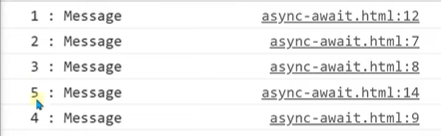 1 : Message async-await.html:12
2 : Message async-await.html:7
3 : Message async-await.html:8
5 : Message async-await.html:14
4 : Message async-await.html:9